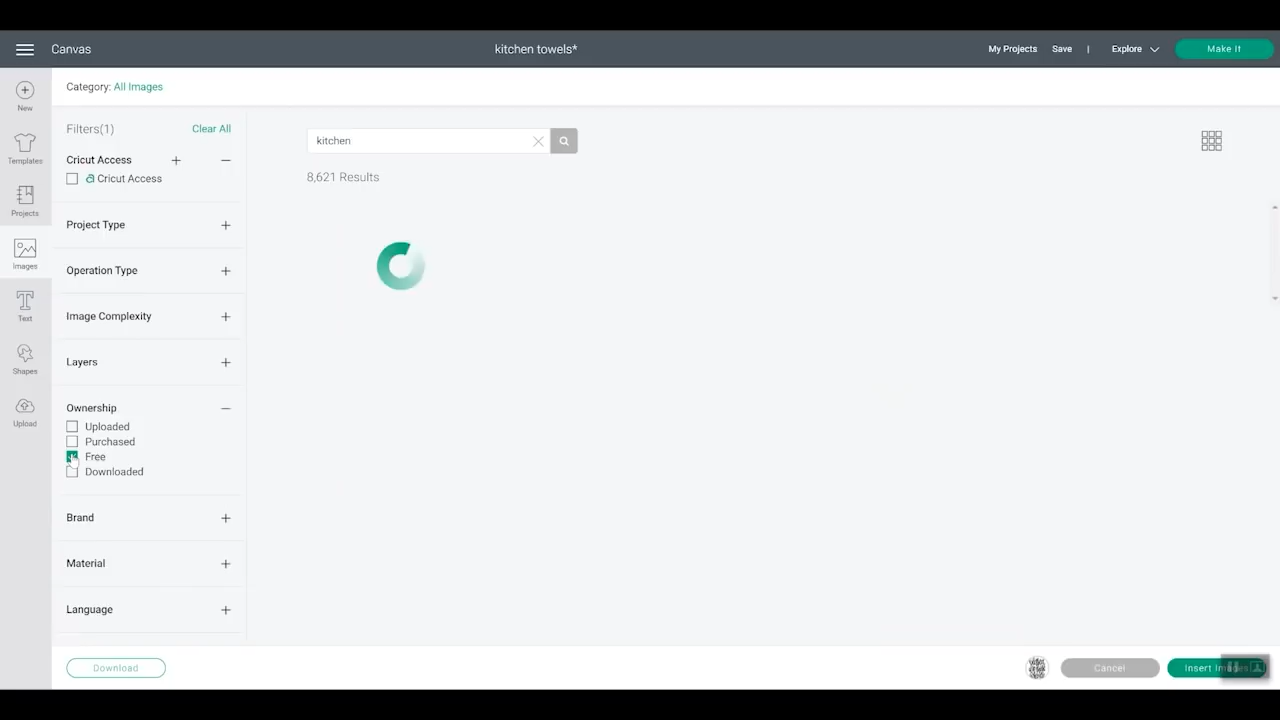 Canvas
kitchen towels*
My Projects
Save
|
Explore
Make It
New
Templates
Projects
Images
Text
Shapes
Upload
Category: All Images
Filters(1)
Clear All
Cricut Access
Cricut Access
Project Type
Operation Type
Image Complexity
Layers
Ownership
Uploaded
Purchased
Free
Downloaded
Brand
Material
Language
kitchen
8,621 Results
Download
Cancel
Insert Images